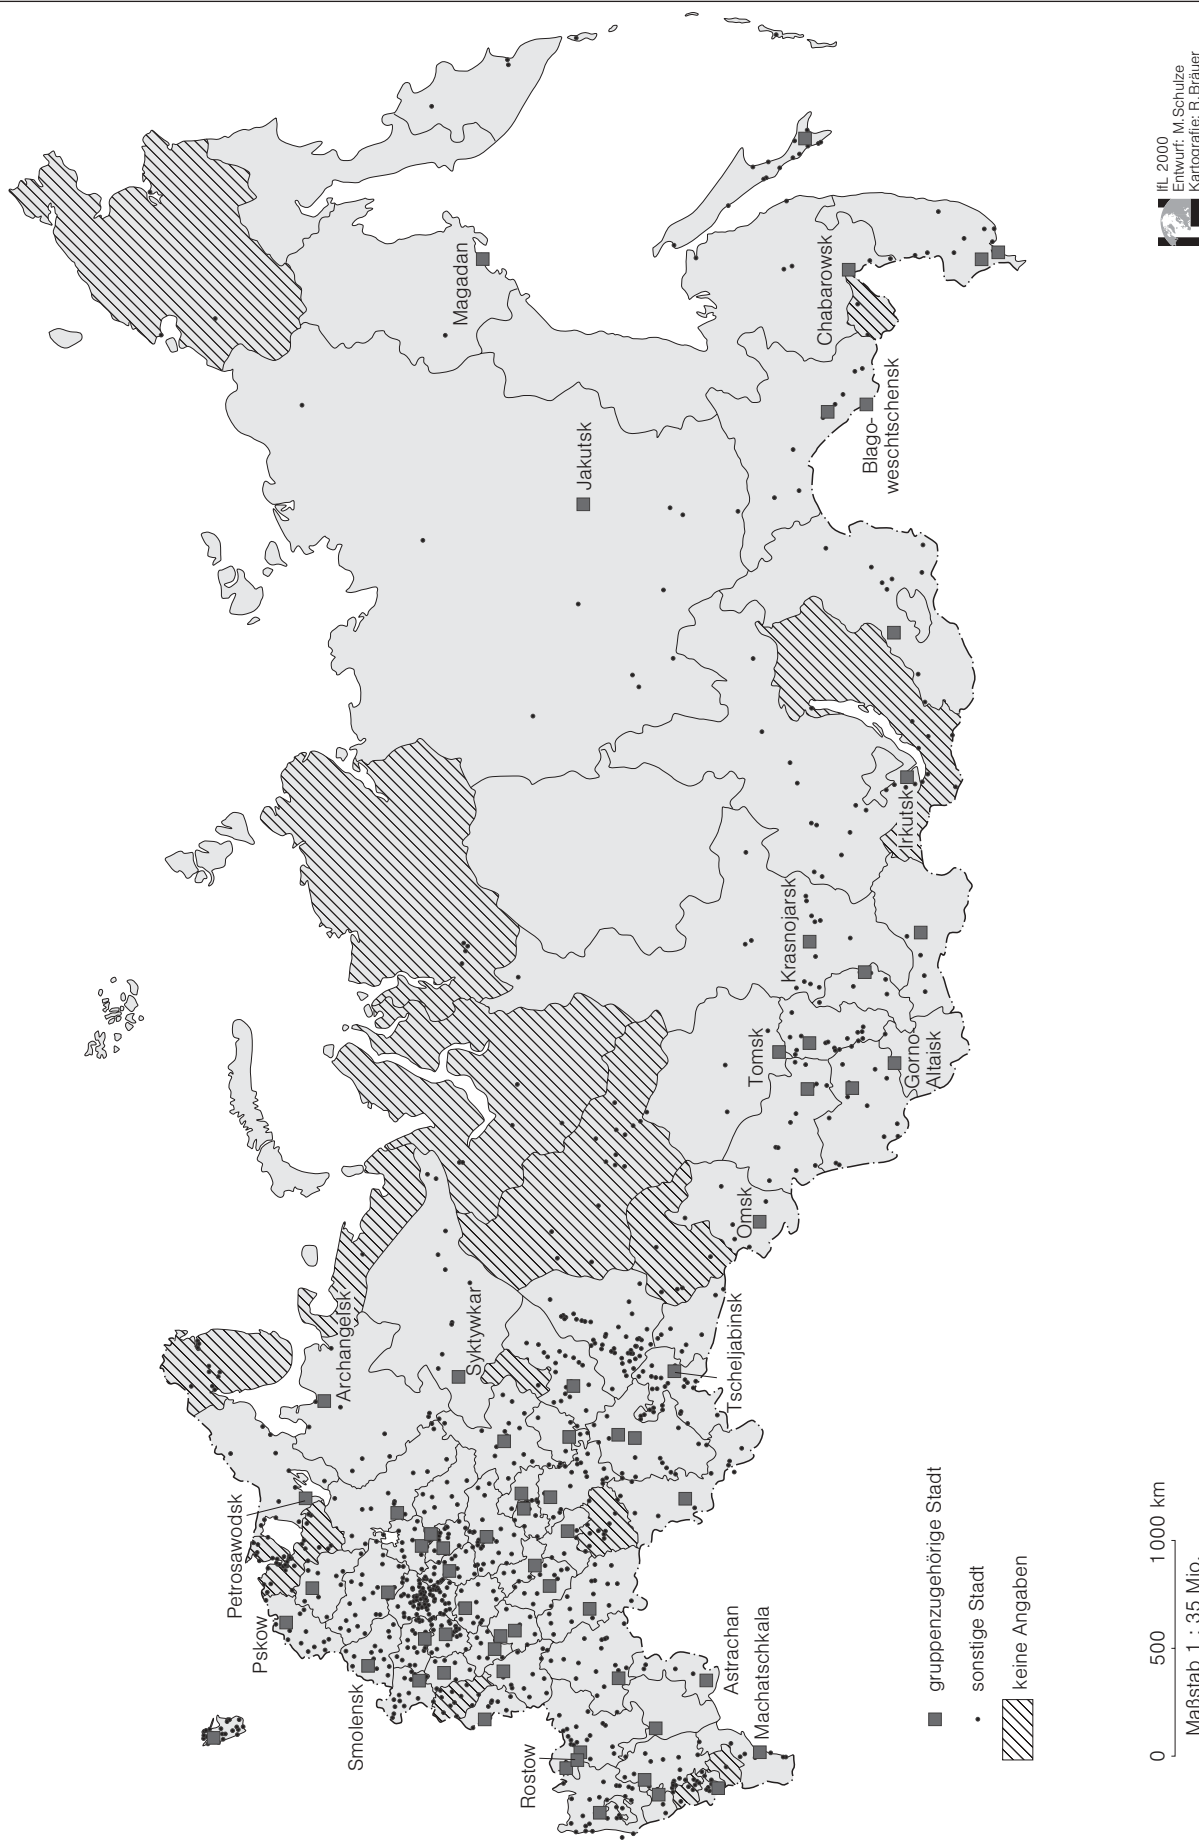 Magadan
Chabarowsk
Blago-
weschtschensk
Jakutsk
Irkutsk
Krasnojarsk
Tomsk
Gorno-
Altaisk
Omsk
Archangelsk
Syktywkar
Tscheljabinsk
Petrosawodsk
Pskow
Smolensk
Rostow
Astrachan
Machatschkala
gruppenzugehörige Stadt
sonstige Stadt
keine Angaben
0 500 1000 km
Maßstab 1 : 35 Mio.
IfL 2000
Entwurf: M.Schulze
Kartografie: R.Bräuer